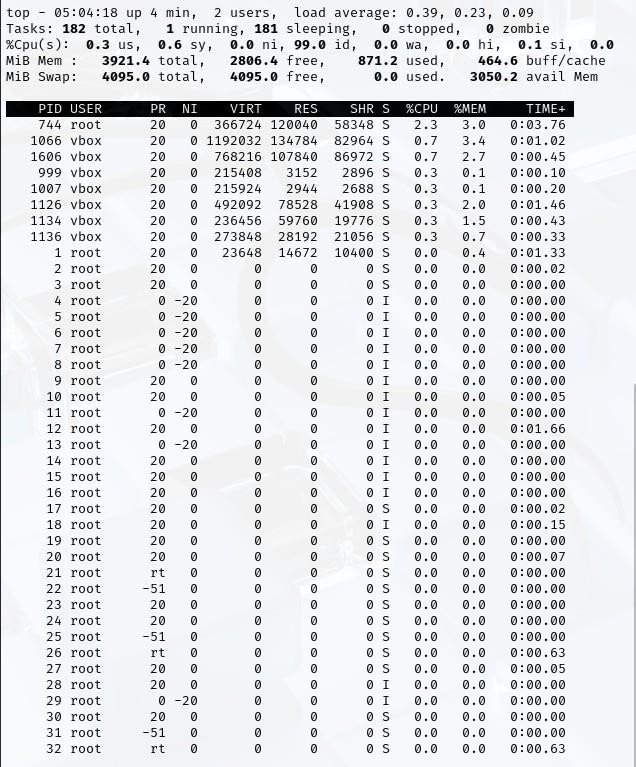 top - 05:04:18 up 4 min,  2 users,  load average: 0.39, 0.23, 0.09
Tasks: 182 total,   1 running, 181 sleeping,   0 stopped,   0 zombie
%Cpu(s):  0.3 us,  0.6 sy,  0.0 ni, 99.0 id,  0.0 wa,  0.0 hi,  0.1 si,  0.0
MiB Mem :   3921.4 total,   2806.4 free,    871.2 used,    464.6 buff/cache
MiB Swap:   4095.0 total,   4095.0 free,      0.0 used.   3050.2 avail Mem
PID USER PR NI VIRT RES SHR S %CPU %MEM TIME+
744 root 20 0 366724 120040 58348 S 2.3 3.0 0:03.76
1066 vbox 20 0 1192032 134784 82964 S 0.7 3.4 0:01.02
1606 vbox 20 0 768216 107840 86972 S 0.7 2.7 0:00.45
999 vbox 20 0 215408 3152 2896 S 0.3 0.1 0:00.10
1007 vbox 20 0 215924 2944 2688 S 0.3 0.1 0:00.20
1126 vbox 20 0 492092 78528 41908 S 0.3 2.0 0:01.46
1134 vbox 20 0 236456 59760 19776 S 0.3 1.5 0:00.43
1136 vbox 20 0 273848 28192 21056 S 0.3 0.7 0:00.33
1 root 20 0 23648 14672 10400 S 0.0 0.4 0:01.33
2 root 20 0 0 0 0 S 0.0 0.0 0:00.02
3 root 20 0 0 0 0 S 0.0 0.0 0:00.00
4 root 0 -20 0 0 0 I 0.0 0.0 0:00.00
5 root 0 -20 0 0 0 I 0.0 0.0 0:00.00
6 root 0 -20 0 0 0 I 0.0 0.0 0:00.00
7 root 0 -20 0 0 0 I 0.0 0.0 0:00.00
8 root 0 -20 0 0 0 I 0.0 0.0 0:00.00
9 root 20 0 0 0 0 I 0.0 0.0 0:00.00
10 root 20 0 0 0 0 I 0.0 0.0 0:00.05
11 root 0 -20 0 0 0 I 0.0 0.0 0:00.00
12 root 20 0 0 0 0 I 0.0 0.0 0:01.66
13 root 0 -20 0 0 0 I 0.0 0.0 0:00.00
14 root 20 0 0 0 0 I 0.0 0.0 0:00.00
15 root 20 0 0 0 0 I 0.0 0.0 0:00.00
16 root 20 0 0 0 0 I 0.0 0.0 0:00.00
17 root 20 0 0 0 0 S 0.0 0.0 0:00.02
18 root 20 0 0 0 0 I 0.0 0.0 0:00.15
19 root 20 0 0 0 0 S 0.0 0.0 0:00.00
20 root 20 0 0 0 0 S 0.0 0.0 0:00.07
21 root rt 0 0 0 0 S 0.0 0.0 0:00.00
22 root -51 0 0 0 0 S 0.0 0.0 0:00.00
23 root 20 0 0 0 0 S 0.0 0.0 0:00.00
24 root 20 0 0 0 0 S 0.0 0.0 0:00.00
25 root -51 0 0 0 0 S 0.0 0.0 0:00.00
26 root rt 0 0 0 0 S 0.0 0.0 0:00.63
27 root 20 0 0 0 0 S 0.0 0.0 0:00.05
28 root 20 0 0 0 0 I 0.0 0.0 0:00.00
29 root 0 -20 0 0 0 I 0.0 0.0 0:00.00
30 root 20 0 0 0 0 S 0.0 0.0 0:00.00
31 root -51 0 0 0 0 S 0.0 0.0 0:00.00
32 root rt 0 0 0 0 S 0.0 0.0 0:00.63